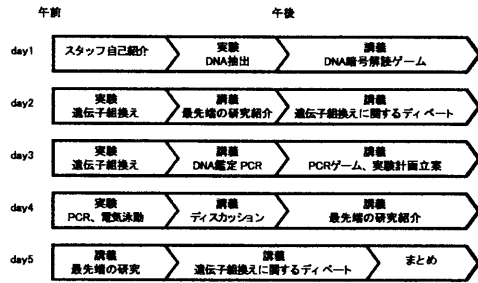 午前 午後
day1
スタッフ自己紹介
実験
DNA抽出
講義
DNA暗号解読ゲーム
day2
実験
遺伝子組換え
講義
最先端の研究紹介
講義
遺伝子組換えに関するディベート
day3
実験
遺伝子組換え
講義
DNA鑑定 PCR
講義
PCRゲーム、実験計画立案
day4
実験
PCR、電気泳動
講義
ディスカッション
講義
最先端の研究紹介
day5
講義
最先端の研究
講義
遺伝子組換えに関するディベート
まとめ